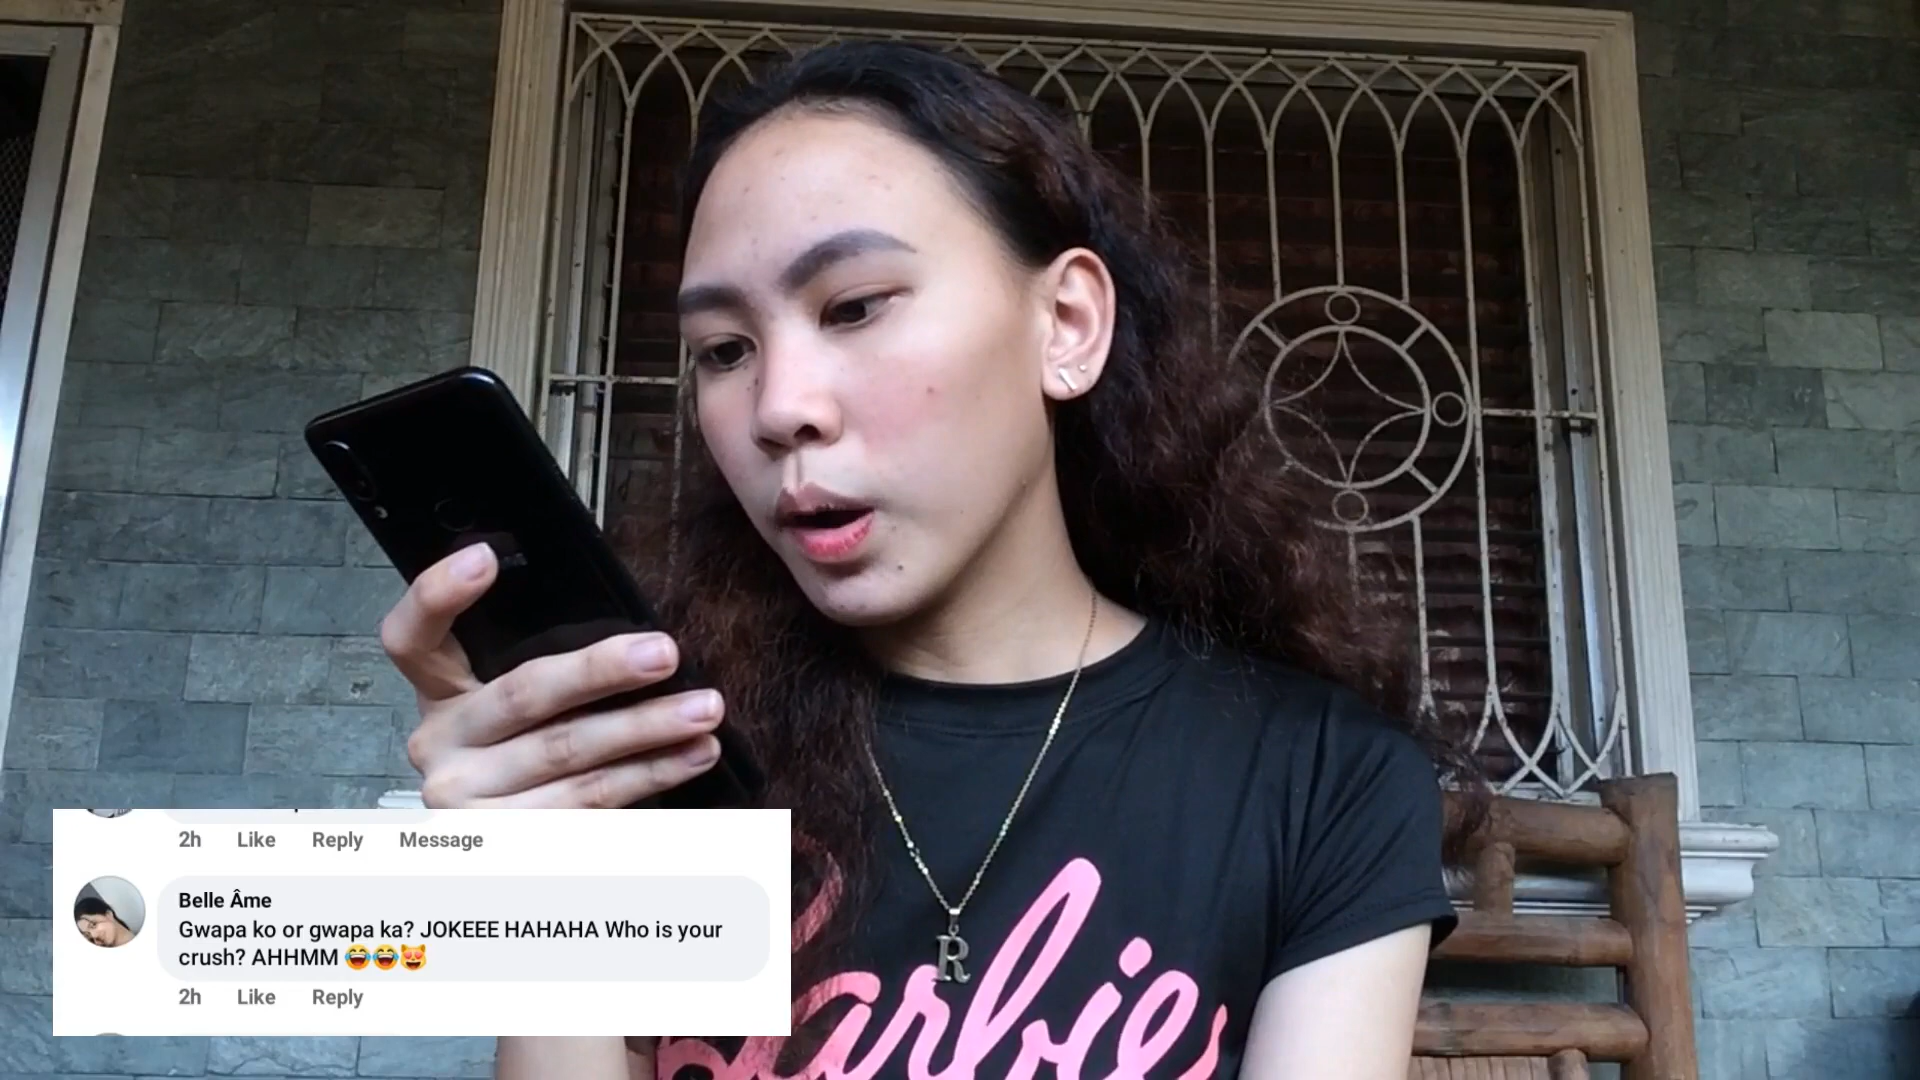 2h Like Reply Message
Belle Âme
Gwapa ko or gwapa ka? JOKEEE HAHAHA Who is your
crush? AHHMM 😂😂😻
2h Like Reply
R
Barbie